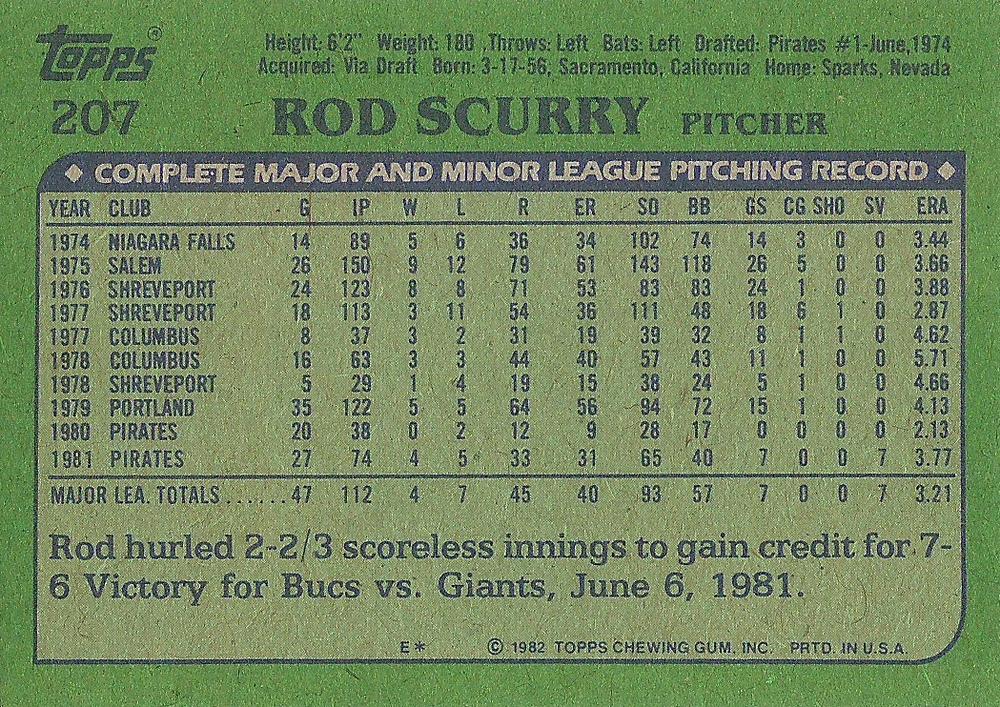 TOPPS®
Height: 6'2" Weight: 180 Throws: Left Bats: Left Drafted: Pirates #1-June, 1974
Acquired: Via Draft Born: 3-17-56, Sacramento, California Home: Sparks, Nevada
207 ROD SCURRY PITCHER
♦ COMPLETE MAJOR AND MINOR LEAGUE PITCHING RECORD ♦
YEAR CLUB G IP W L R ER SO BB GS CG SHO SV ERA
1974 NIAGARA FALLS 14 89 5 6 36 34 102 74 14 3 0 0 3.44
1975 SALEM 26 150 9 12 79 61 143 118 26 5 0 0 3.66
1976 SHREVEPORT 24 123 8 8 71 53 83 83 24 1 0 0 3.88
1977 SHREVEPORT 18 113 3 11 54 36 111 48 18 6 1 0 2.87
1977 COLUMBUS 8 37 3 2 31 19 39 32 8 1 1 0 4.62
1978 COLUMBUS 16 63 3 3 44 40 57 43 11 1 0 0 5.71
1978 SHREVEPORT 5 29 1 4 19 15 38 24 5 1 0 0 4.66
1979 PORTLAND 35 122 5 5 64 56 94 72 15 1 0 0 4.13
1980 PIRATES 20 38 0 2 12 9 28 17 0 0 0 0 2.13
1981 PIRATES 27 74 4 5 33 31 65 40 7 0 0 7 3.77
MAJOR LEA. TOTALS.......47 112 4 7 45 40 93 57 7 0 0 7 3.21
Rod hurled 2-2/3 scoreless innings to gain credit for 7-
6 Victory for Bucs vs. Giants, June 6, 1981.
E* © 1982 TOPPS CHEWING GUM, INC. PRTD. IN U.S.A.